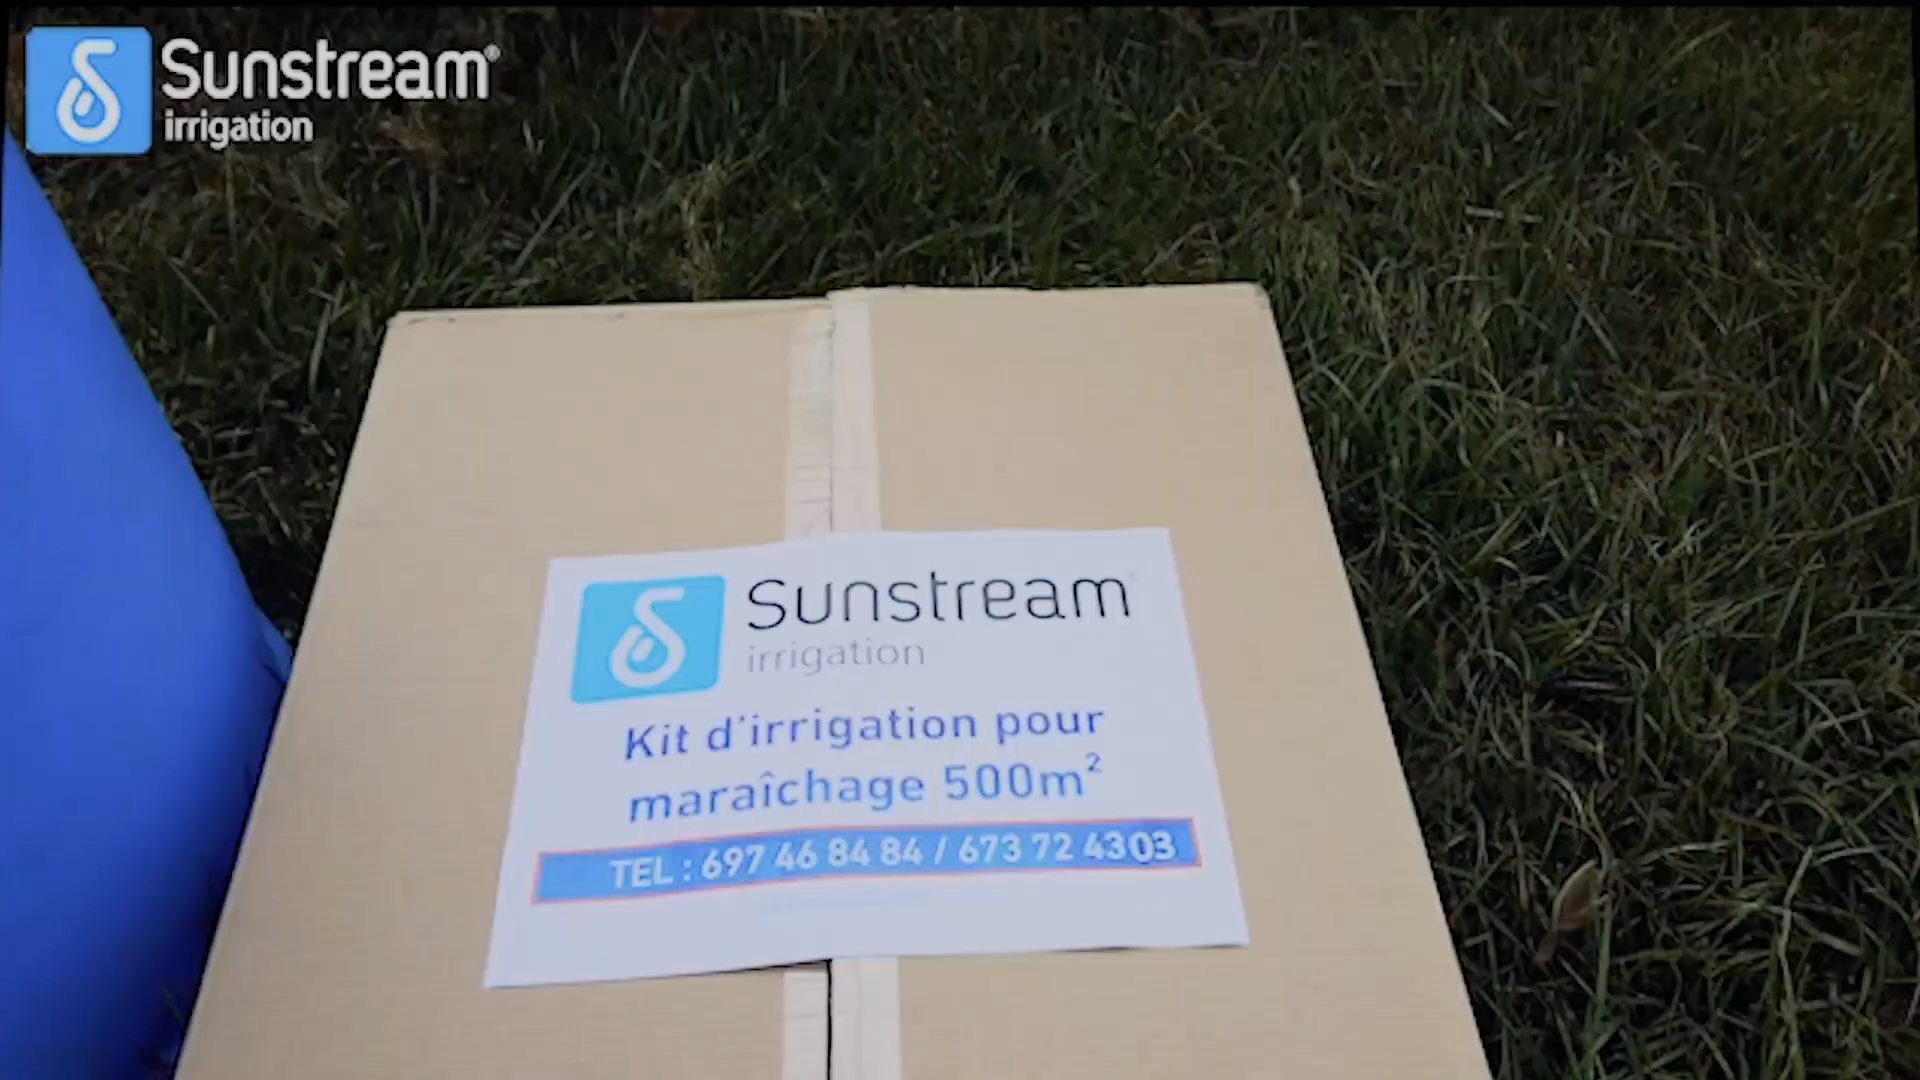 Sunstream®
irrigation
Sunstream
irrigation
Kit d'irrigation pour
maraîchage 500m²
TEL : 697 46 84 84 / 673 72 4303